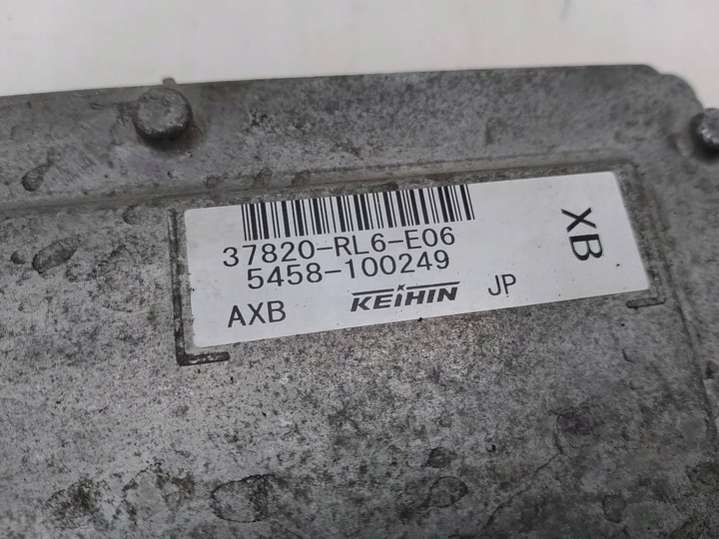 37820-RL6-E06
5458-100249
AXB KEIHIN JP
XB